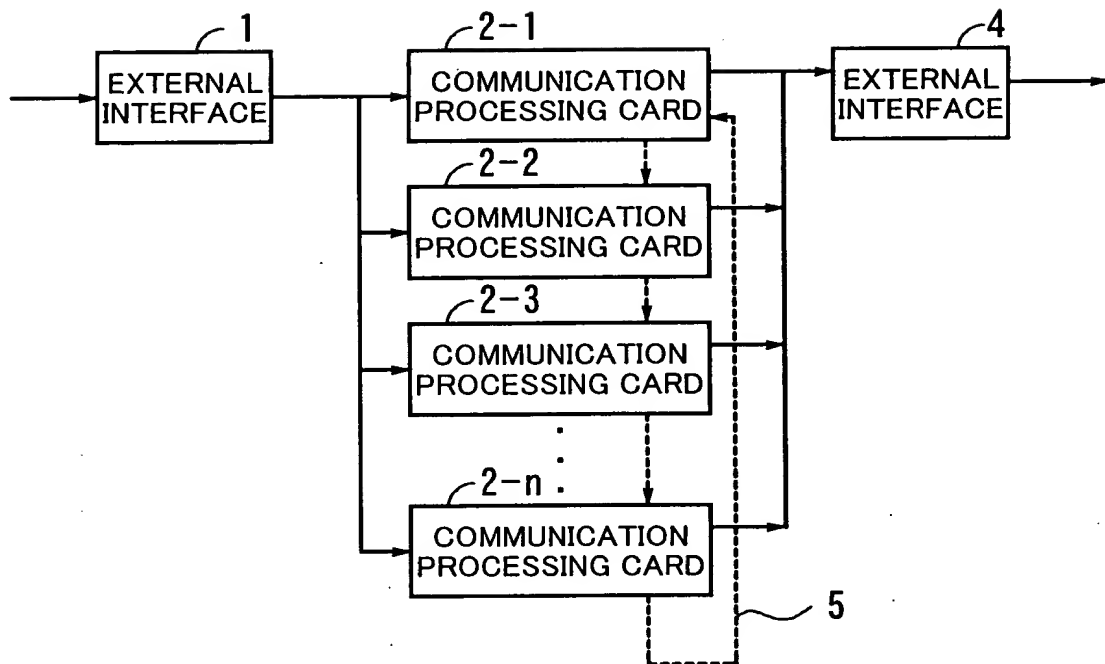 1
EXTERNAL
INTERFACE
2-1
COMMUNICATION
PROCESSING CARD
4
EXTERNAL
INTERFACE
2-2
COMMUNICATION
PROCESSING CARD
2-3
COMMUNICATION
PROCESSING CARD
2-n
COMMUNICATION
PROCESSING CARD
5